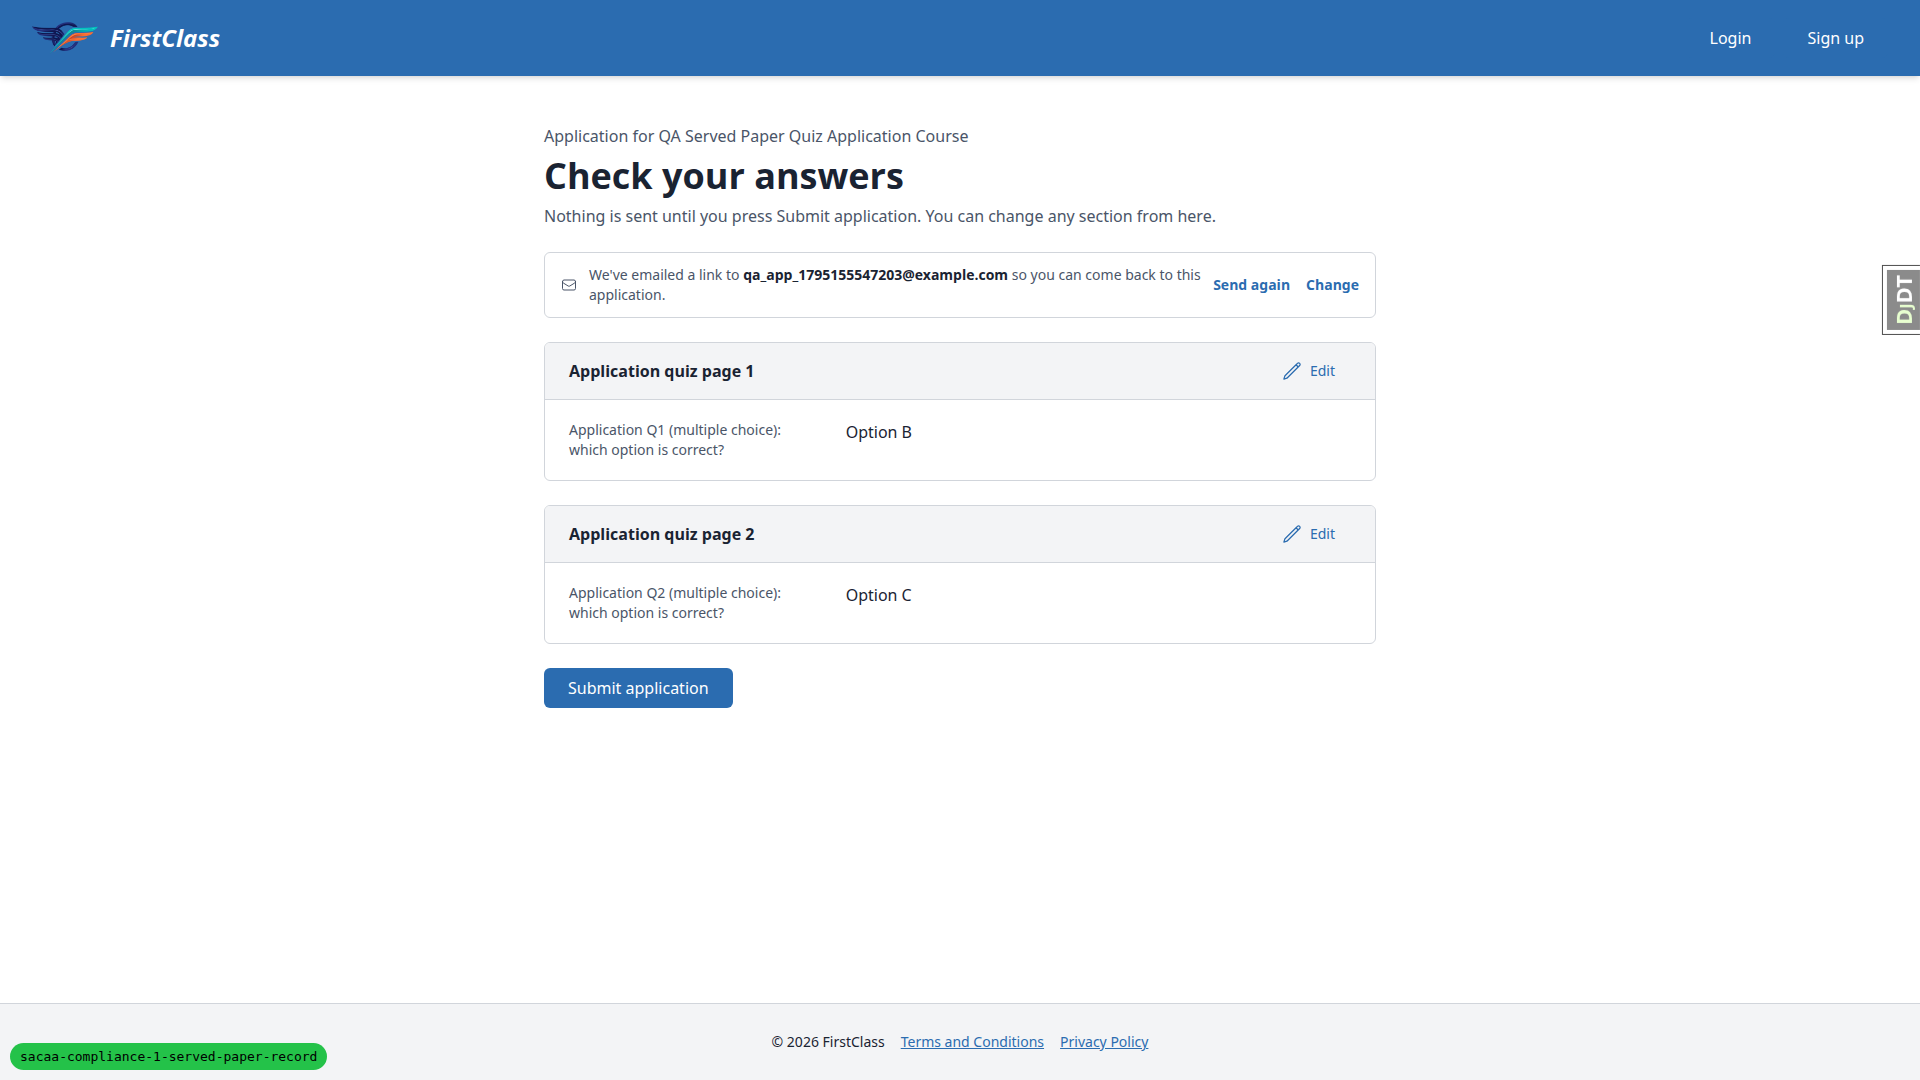 FirstClass
Login
Sign up
Application for QA Served Paper Quiz Application Course
Check your answers
Nothing is sent until you press Submit application. You can change any section from here.
We've emailed a link to qa_app_1795155547203@example.com so you can come back to this
application.
Send again
Change
DJDT
Application quiz page 1
Edit
Application Q1 (multiple choice):
which option is correct?
Option B
Application quiz page 2
Edit
Application Q2 (multiple choice):
which option is correct?
Option C
Submit application
© 2026 FirstClass
Terms and Conditions
Privacy Policy
sacaa-compliance-1-served-paper-record